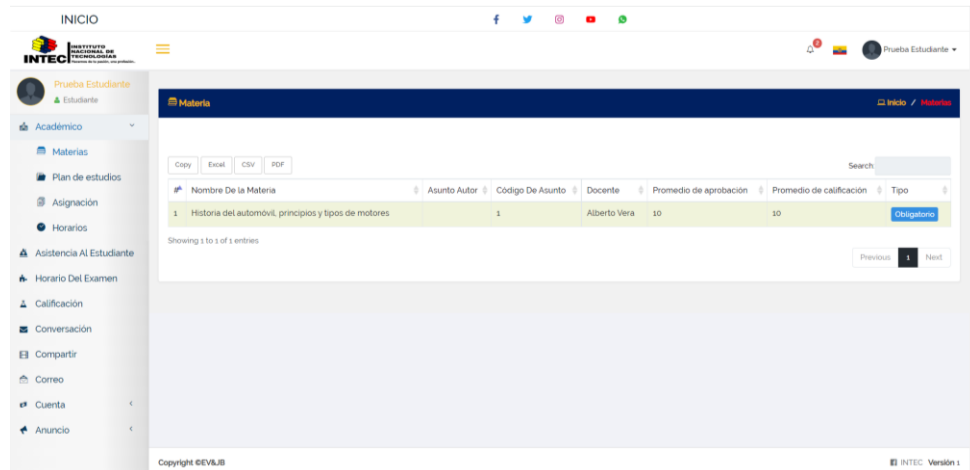 INICIO
INTEC INSTITUTO NACIONAL DE TECNOLOGÍAS
2
Prueba Estudiante
Prueba Estudiante
Estudiante
Materia
Inicio / Materias
Académico
Materias
Plan de estudios
Asignación
Horarios
Asistencia Al Estudiante
Horario Del Examen
Calificación
Conversación
Compartir
Correo
Cuenta
Anuncio
Copy Excel CSV PDF
Search:
# Nombre De la Materia Asunto Autor Código De Asunto Docente Promedio de aprobación Promedio de calificación Tipo
1 Historia del automóvil, principios y tipos de motores 1 Alberto Vera 10 10 Obligatorio
Showing 1 to 1 of 1 entries
Previous 1 Next
Copyright ©EV&JB
INTEC Versión 1